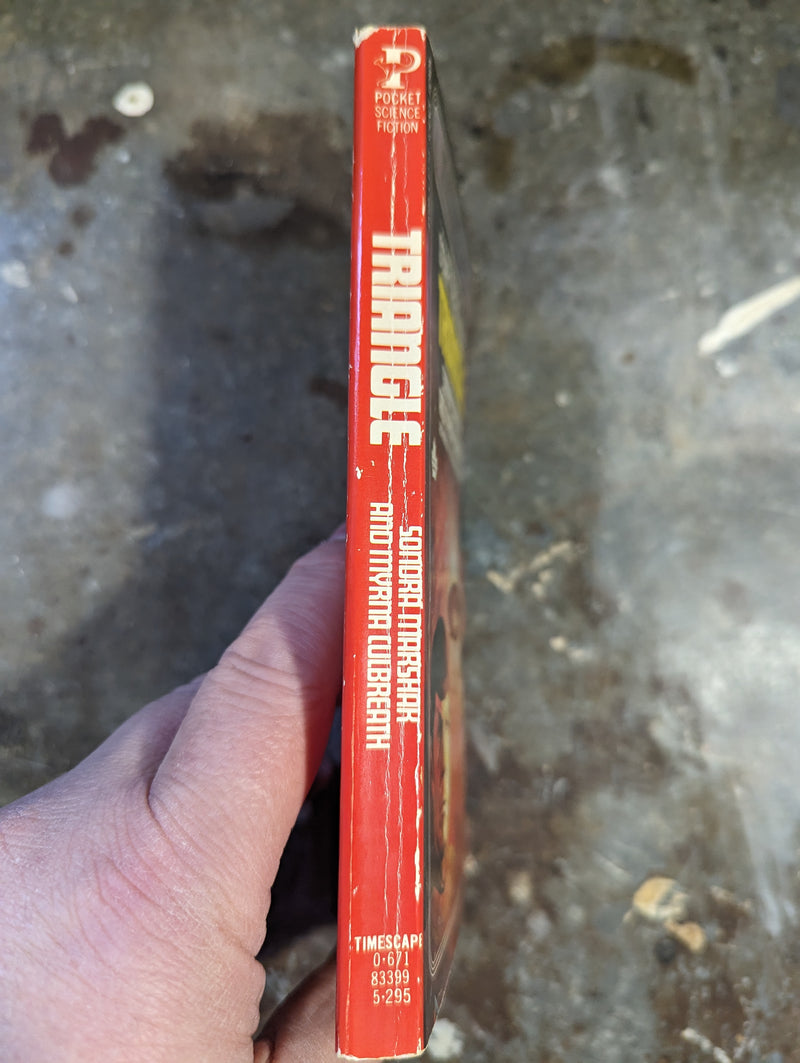 P
POCKET
SCIENCE
FICTION
TRIANGLE
SONDRA MARSHAK
AND MYRNA CULBREATH
TIMESCAPE
0-671
83399
5-295